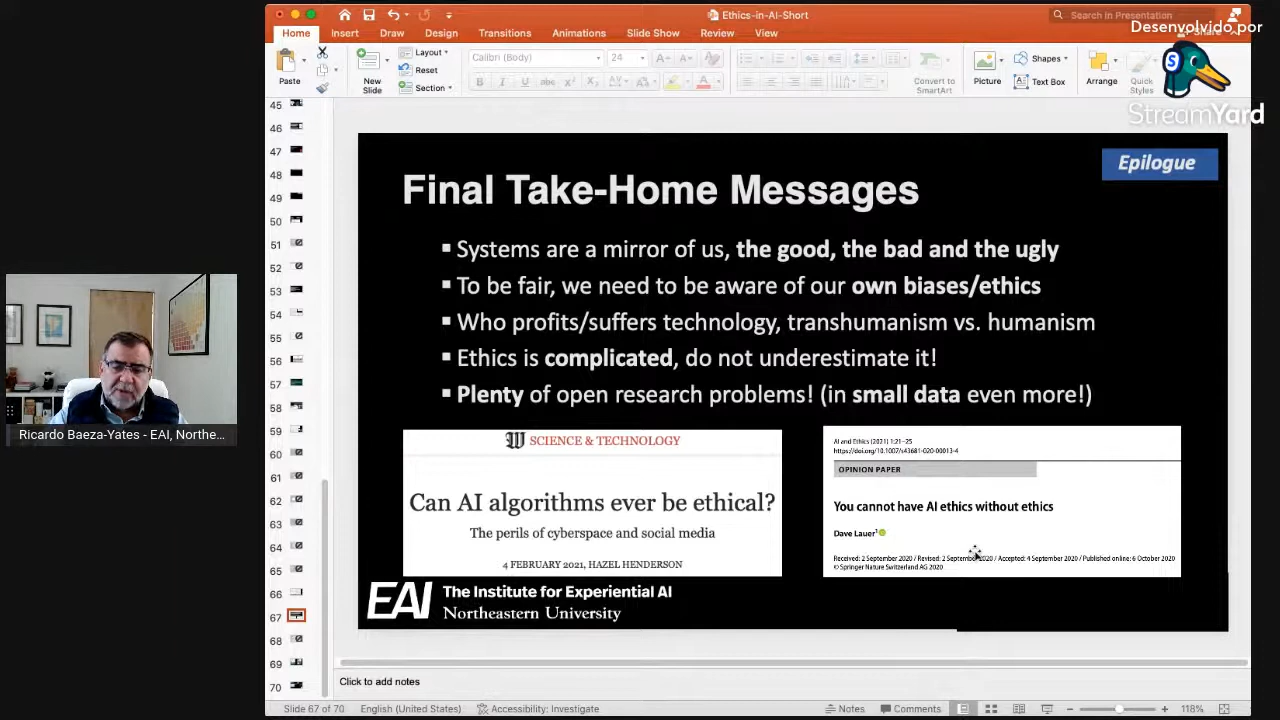 Ethics-in-AI-Short
Search in Presentation
Desenvolvido por
StreamYard
Home Insert Draw Design Transitions Animations Slide Show Review View
Share
Paste
New
Slide
Layout
Reset
Section
Calibri (Body) 24
Convert to
SmartArt
Picture
Shapes
Text Box
Arrange
Quick
Styles
45
46
47
48
49
50
51
52
53
54
55
56
57
58
59
60
61
62
63
64
65
66
67
68
69
70
Epilogue
Final Take-Home Messages
Systems are a mirror of us, the good, the bad and the ugly
To be fair, we need to be aware of our own biases/ethics
Who profits/suffers technology, transhumanism vs. humanism
Ethics is complicated, do not underestimate it!
Plenty of open research problems! (in small data even more!)
W SCIENCE & TECHNOLOGY
Can AI algorithms ever be ethical?
The perils of cyberspace and social media
4 FEBRUARY 2021, HAZEL HENDERSON
AI and Ethics (2021) 1:21–25
https://doi.org/10.1007/s43681-020-00013-4
OPINION PAPER
You cannot have AI ethics without ethics
Dave Lauer1
Received: 2 September 2020 / Revised: 2 September 2020 / Accepted: 4 September 2020 / Published online: 6 October 2020
© Springer Nature Switzerland AG 2020
EAI The Institute for Experiential AI
Northeastern University
Ricardo Baeza-Yates - EAI, Northe...
Click to add notes
Slide 67 of 70 English (United States) Accessibility: Investigate Notes Comments 118%